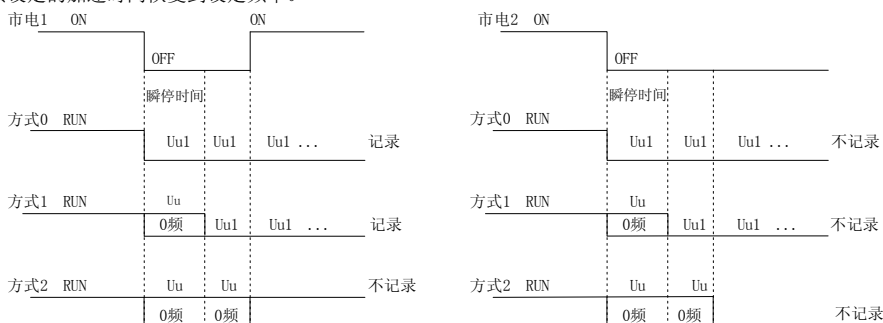 市电1 ON ON 市电2 ON
OFF OFF
瞬停时间 瞬停时间
方式0 RUN 方式0 RUN
Uu1 Uu1 Uu1 ... 记录 Uu1 Uu1 Uu1 ... 不记录
方式1 RUN Uu 方式1 RUN Uu
0频 Uu1 Uu1 ... 记录 0频 Uu1 Uu1 ... 不记录
方式2 RUN Uu Uu 不记录 方式2 RUN Uu Uu
0频 0频 0频 0频 不记录